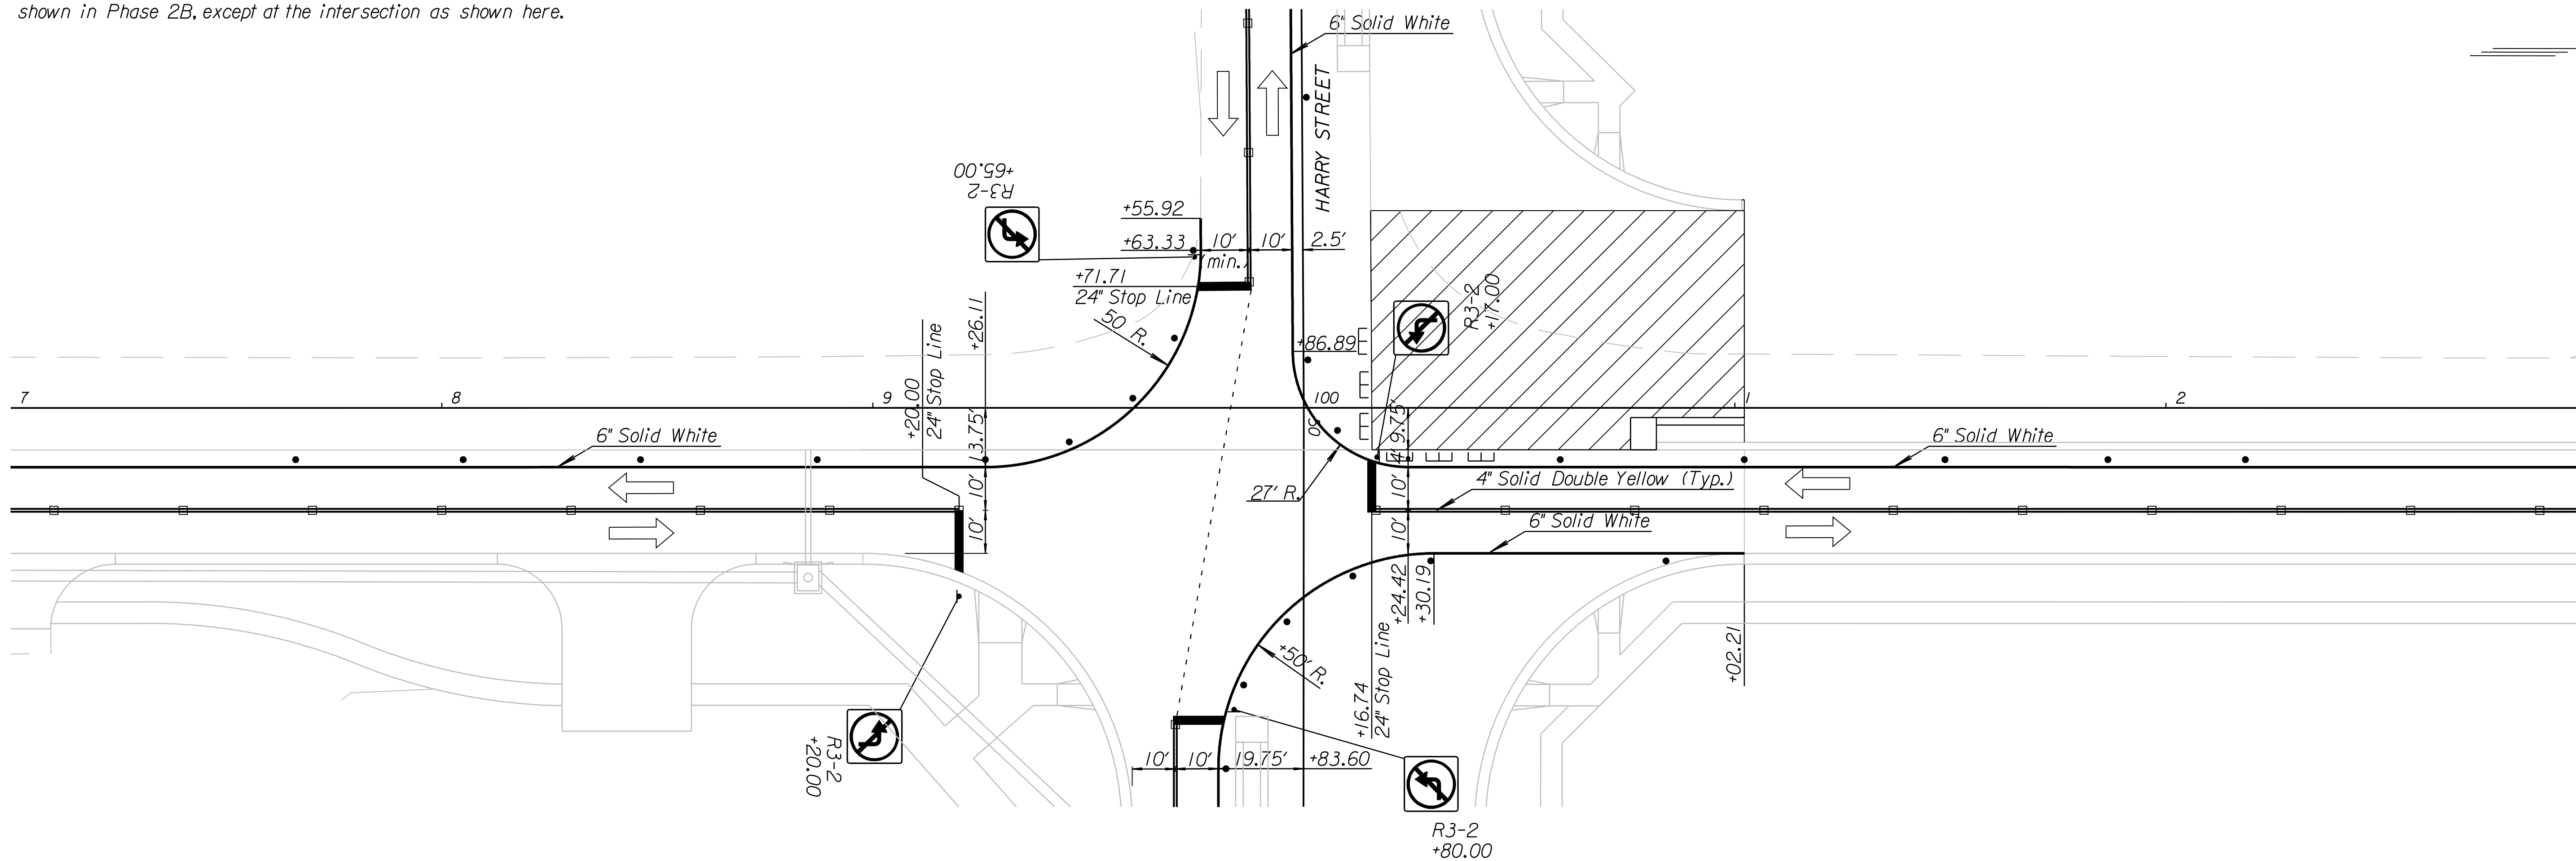 shown in Phase 2B, except at the intersection as shown here.
6" Solid White
HARRY STREET
+65.00
R3-2
+55.92
+63.33
10'
10'
2.5'
(min.)
+71.71
24" Stop Line
50' R.
+26.11
R3-2
+17.00
+86.89
7
8
9
100
1
2
+20.00
24" Stop Line
13.75'
9.75'
4'
90
6" Solid White
6" Solid White
10'
10'
10'
10'
27' R.
4" Solid Double Yellow (Typ.)
6" Solid White
+24.42
+30.19
+50' R.
+16.74
24" Stop Line
+02.21
R3-2
+20.00
10'
10'
19.75'
+83.60
R3-2
+80.00